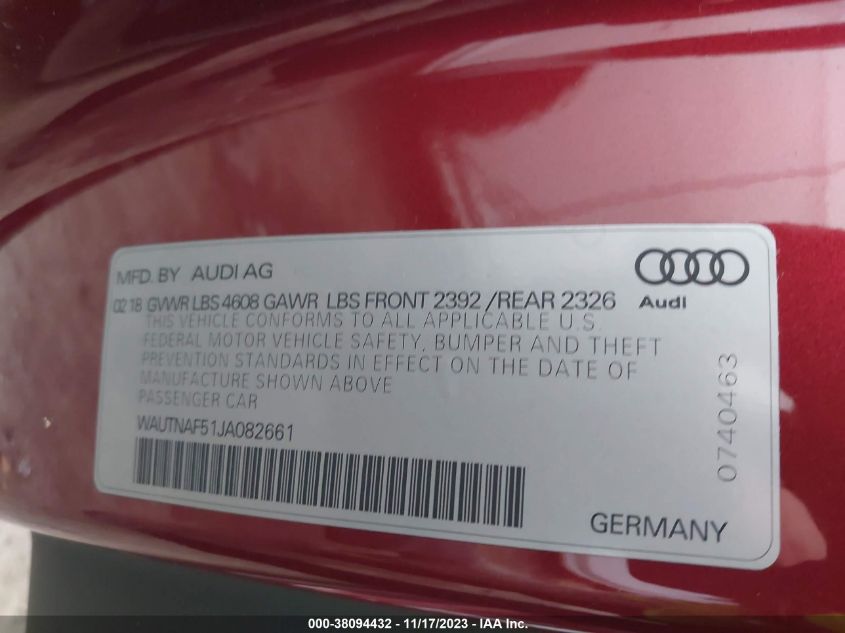 MFD. BY AUDI AG
Audi
02 18 GVWR LBS 4608 GAWR LBS FRONT 2392 /REAR 2326
THIS VEHICLE CONFORMS TO ALL APPLICABLE U.S.
FEDERAL MOTOR VEHICLE SAFETY, BUMPER AND THEFT
PREVENTION STANDARDS IN EFFECT ON THE DATE OF
MANUFACTURE SHOWN ABOVE
PASSENGER CAR
WAUTNAF51JA082661
0740463
GERMANY
000-38094432 - 11/17/2023 - IAA Inc.